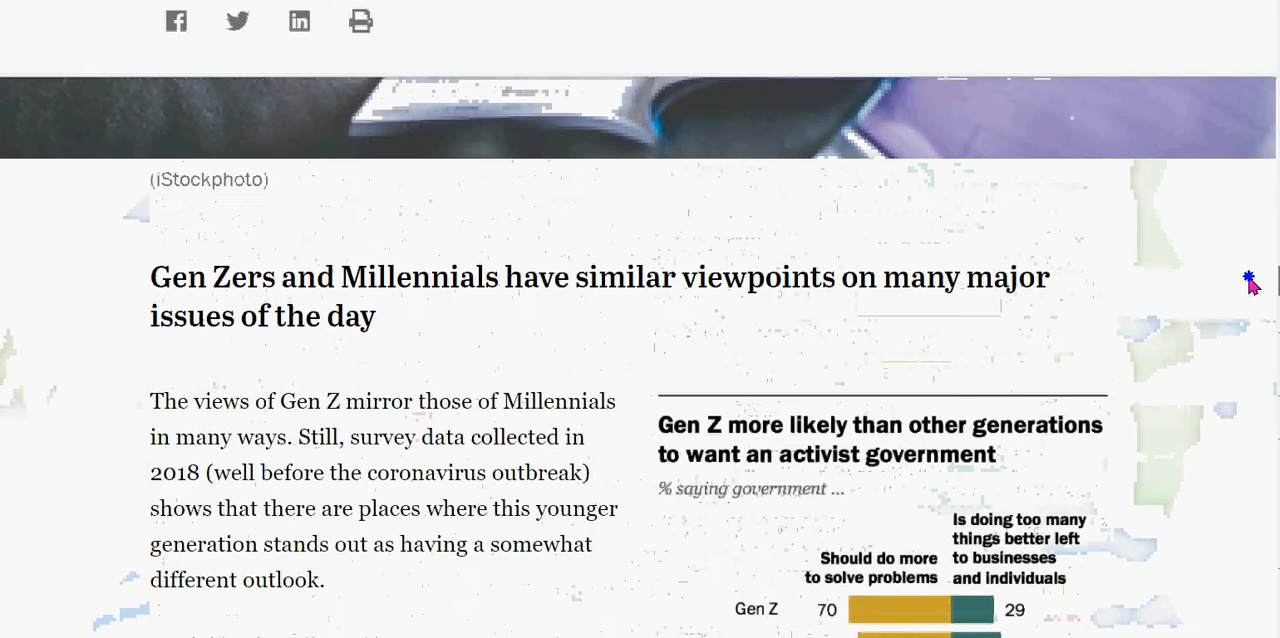 (iStockphoto)
Gen Zers and Millennials have similar viewpoints on many major
issues of the day
The views of Gen Z mirror those of Millennials
in many ways. Still, survey data collected in
2018 (well before the coronavirus outbreak)
shows that there are places where this younger
generation stands out as having a somewhat
different outlook.
Gen Z more likely than other generations
to want an activist government
% saying government ...
Should do more
to solve problems
Is doing too many
things better left
to businesses
and individuals
Gen Z 70 29